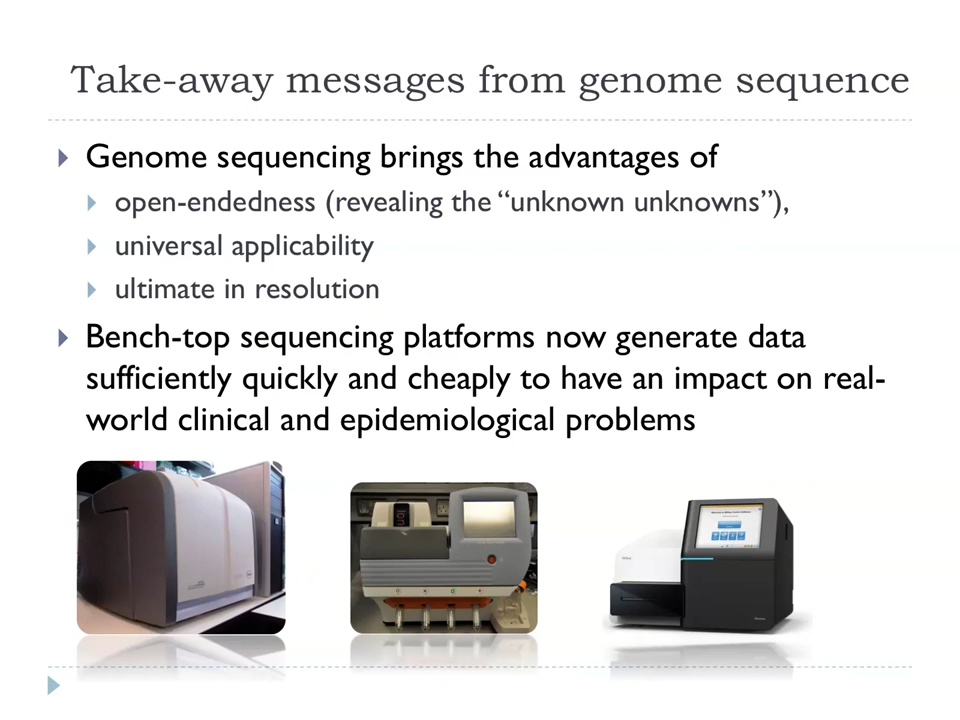 Take-away messages from genome sequence
Genome sequencing brings the advantages of
open-endedness (revealing the “unknown unknowns”),
universal applicability
ultimate in resolution
Bench-top sequencing platforms now generate data
sufficiently quickly and cheaply to have an impact on real-
world clinical and epidemiological problems
ion